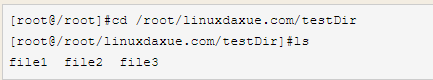 [root@/root]#cd /root/linuxdaxue.com/testDir
[root@/root/linuxdaxue.com/testDir]#ls
file1  file2  file3